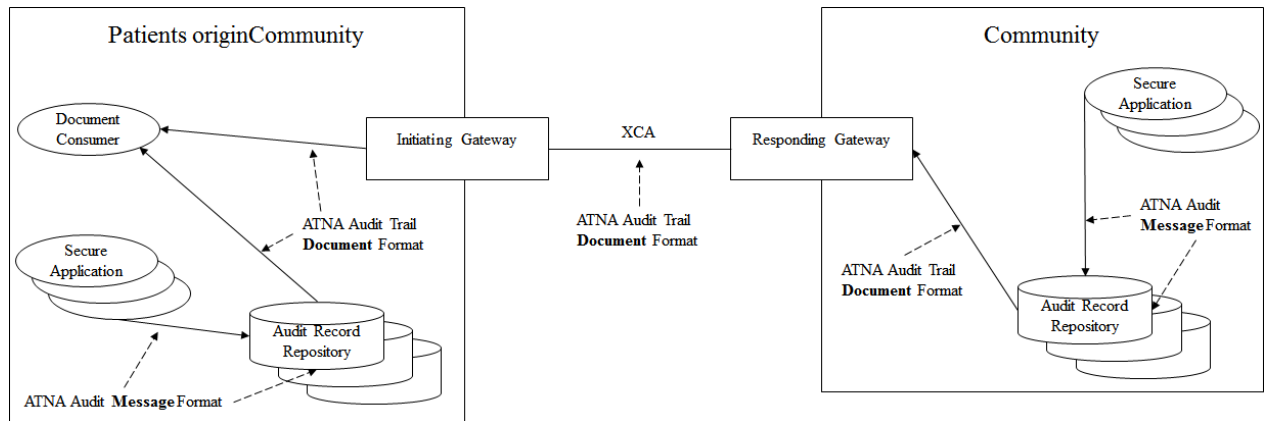 Patients originCommunity
Document
Consumer
Initiating Gateway
ATNA Audit Trail
Document Format
Secure
Application
Audit Record
Repository
ATNA Audit Message Format
XCA
ATNA Audit Trail
Document Format
Community
Secure
Application
Responding Gateway
ATNA Audit
Message Format
ATNA Audit Trail
Document Format
Audit Record
Repository